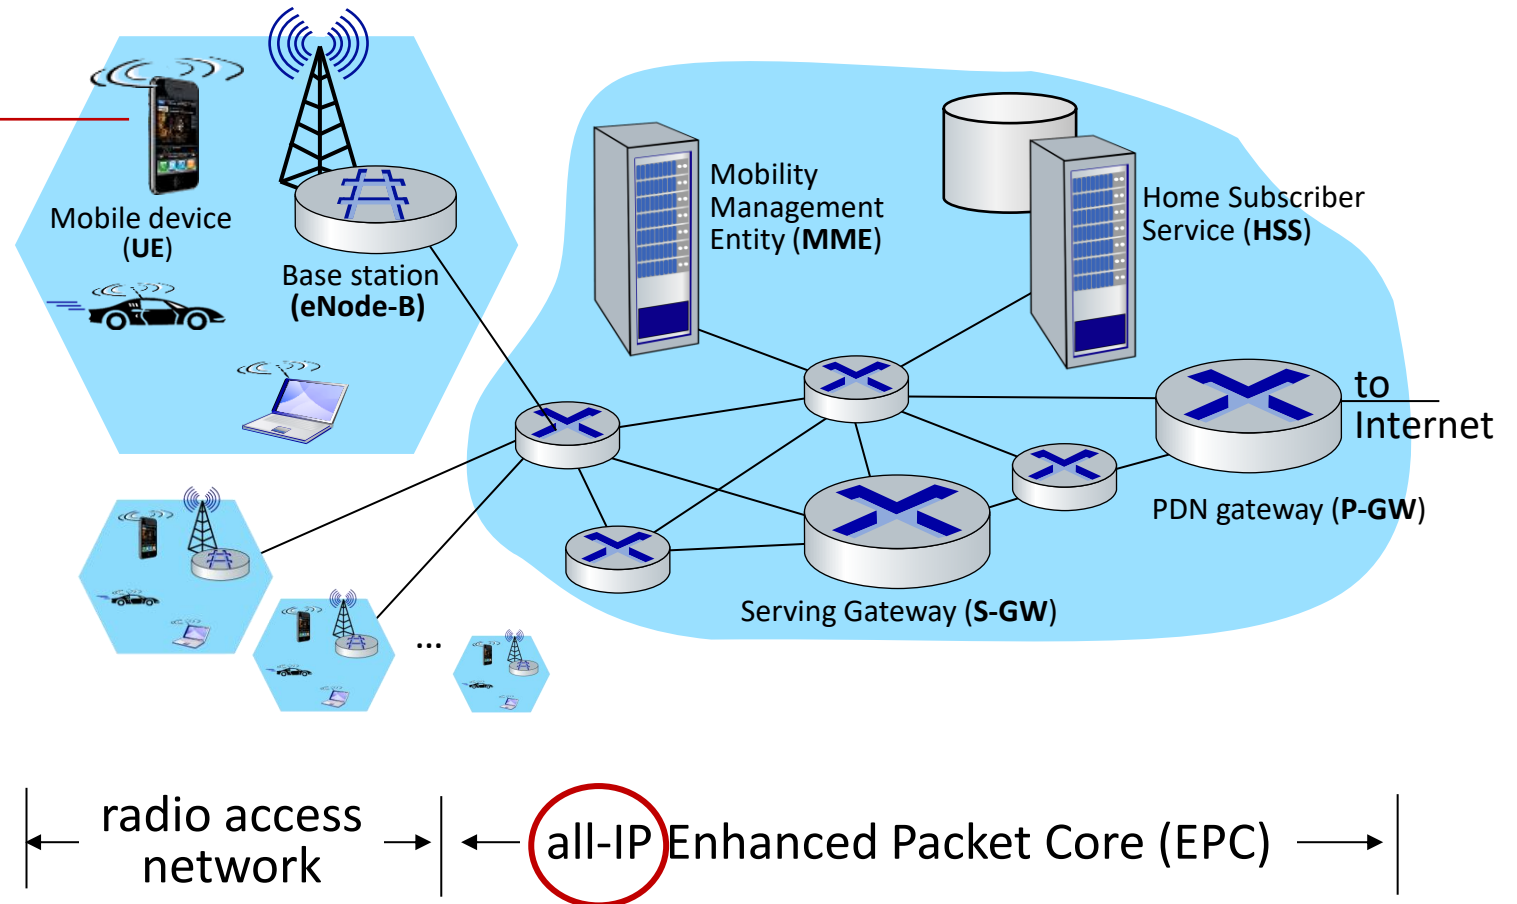 Mobile device
(UE)
Base station
(eNode-B)
Mobility
Management
Entity (MME)
Home Subscriber
Service (HSS)
to
Internet
PDN gateway (P-GW)
Serving Gateway (S-GW)
...
radio access
network
all-IP Enhanced Packet Core (EPC)